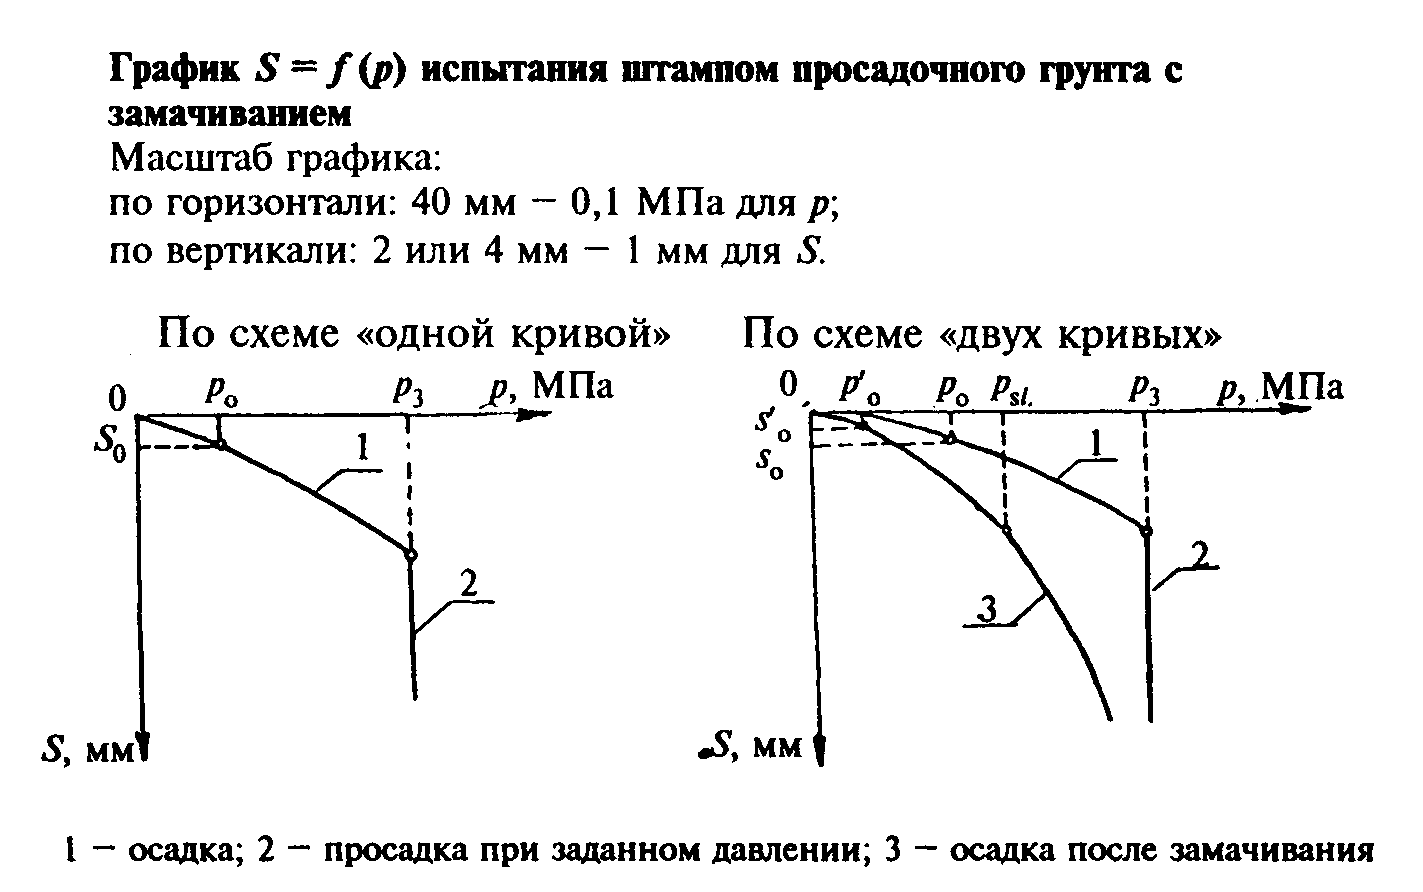 График S = f (p) испытания штампом просадочного грунта с
замачиванием
Масштаб графика:
по горизонтали: 40 мм − 0,1 МПа для p;
по вертикали: 2 или 4 мм − 1 мм для S.
По схеме «одной кривой»
0 pо p3 p, МПа
S0
1
2
S, мм
По схеме «двух кривых»
0 p′о pо psl. p3 p, МПа
s′о
sо
1
2
3
S, мм
1 − осадка; 2 − просадка при заданном давлении; 3 − осадка после замачивания